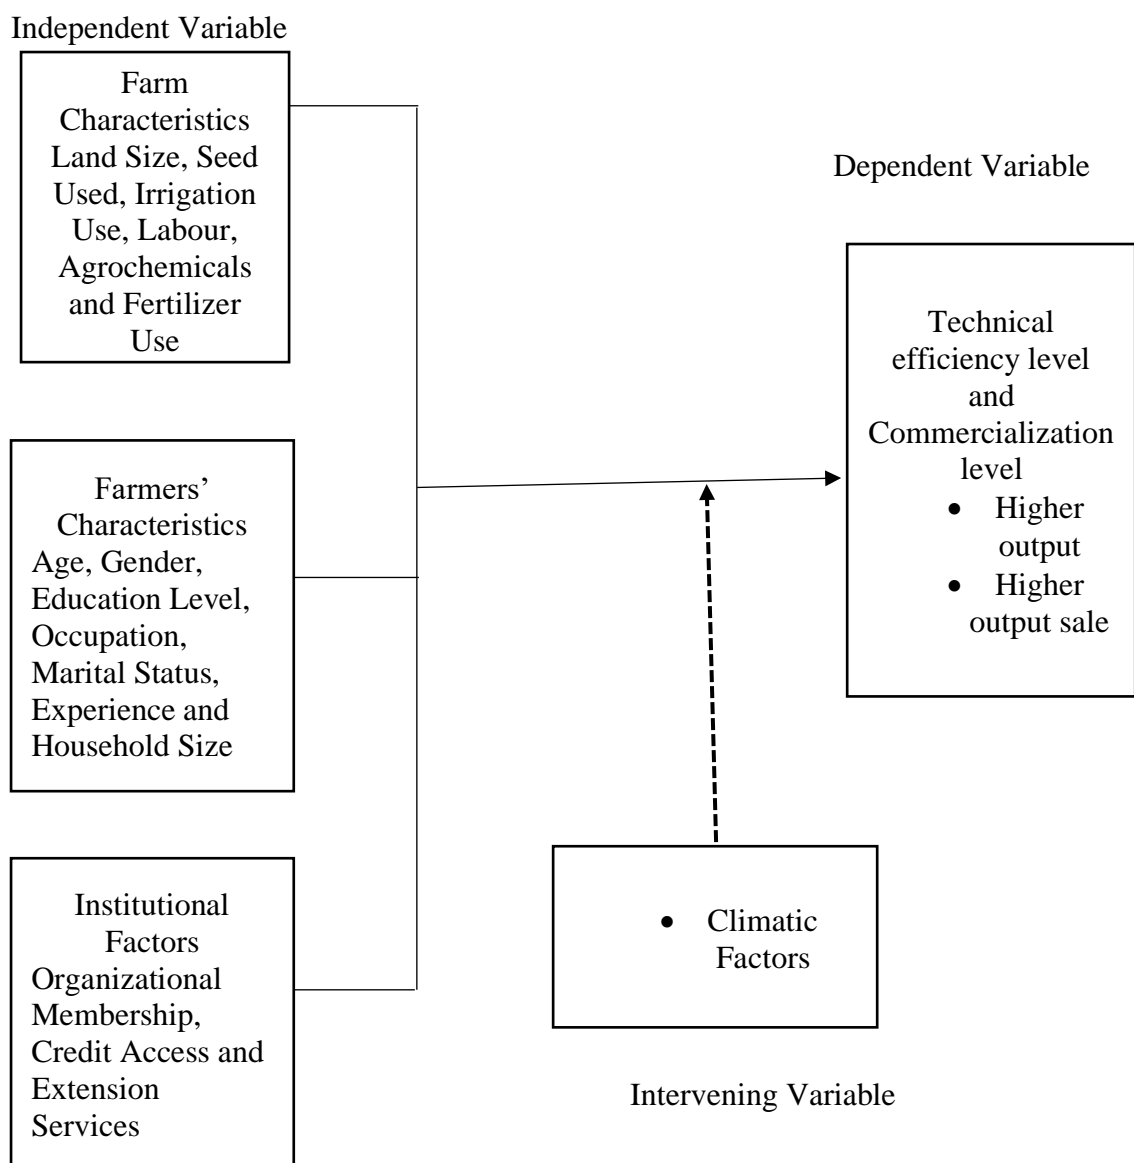 Independent Variable
Farm
Characteristics
Land Size, Seed
Used, Irrigation
Use, Labour,
Agrochemicals
and Fertilizer
Use
Farmers’
Characteristics
Age, Gender,
Education Level,
Occupation,
Marital Status,
Experience and
Household Size
Institutional
Factors
Organizational
Membership,
Credit Access and
Extension
Services
Dependent Variable
Technical
efficiency level
and
Commercialization
level
• Higher
output
• Higher
output sale
• Climatic
Factors
Intervening Variable